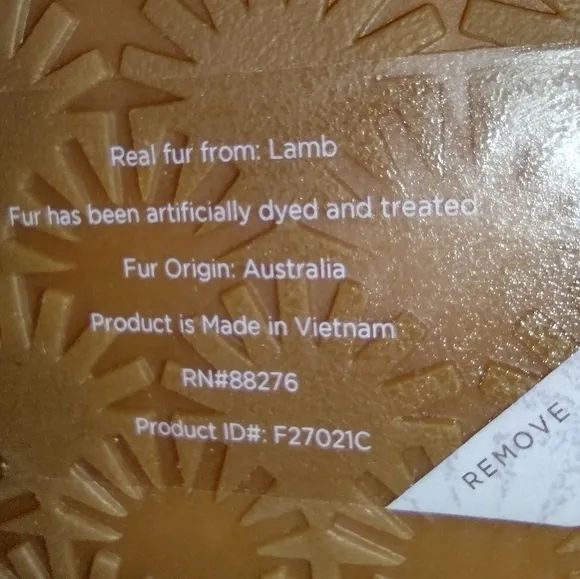 Real fur from: Lamb
Fur has been artificially dyed and treated
Fur Origin: Australia
Product is Made in Vietnam
RN#88276
Product ID#: F27021C
REMOVE